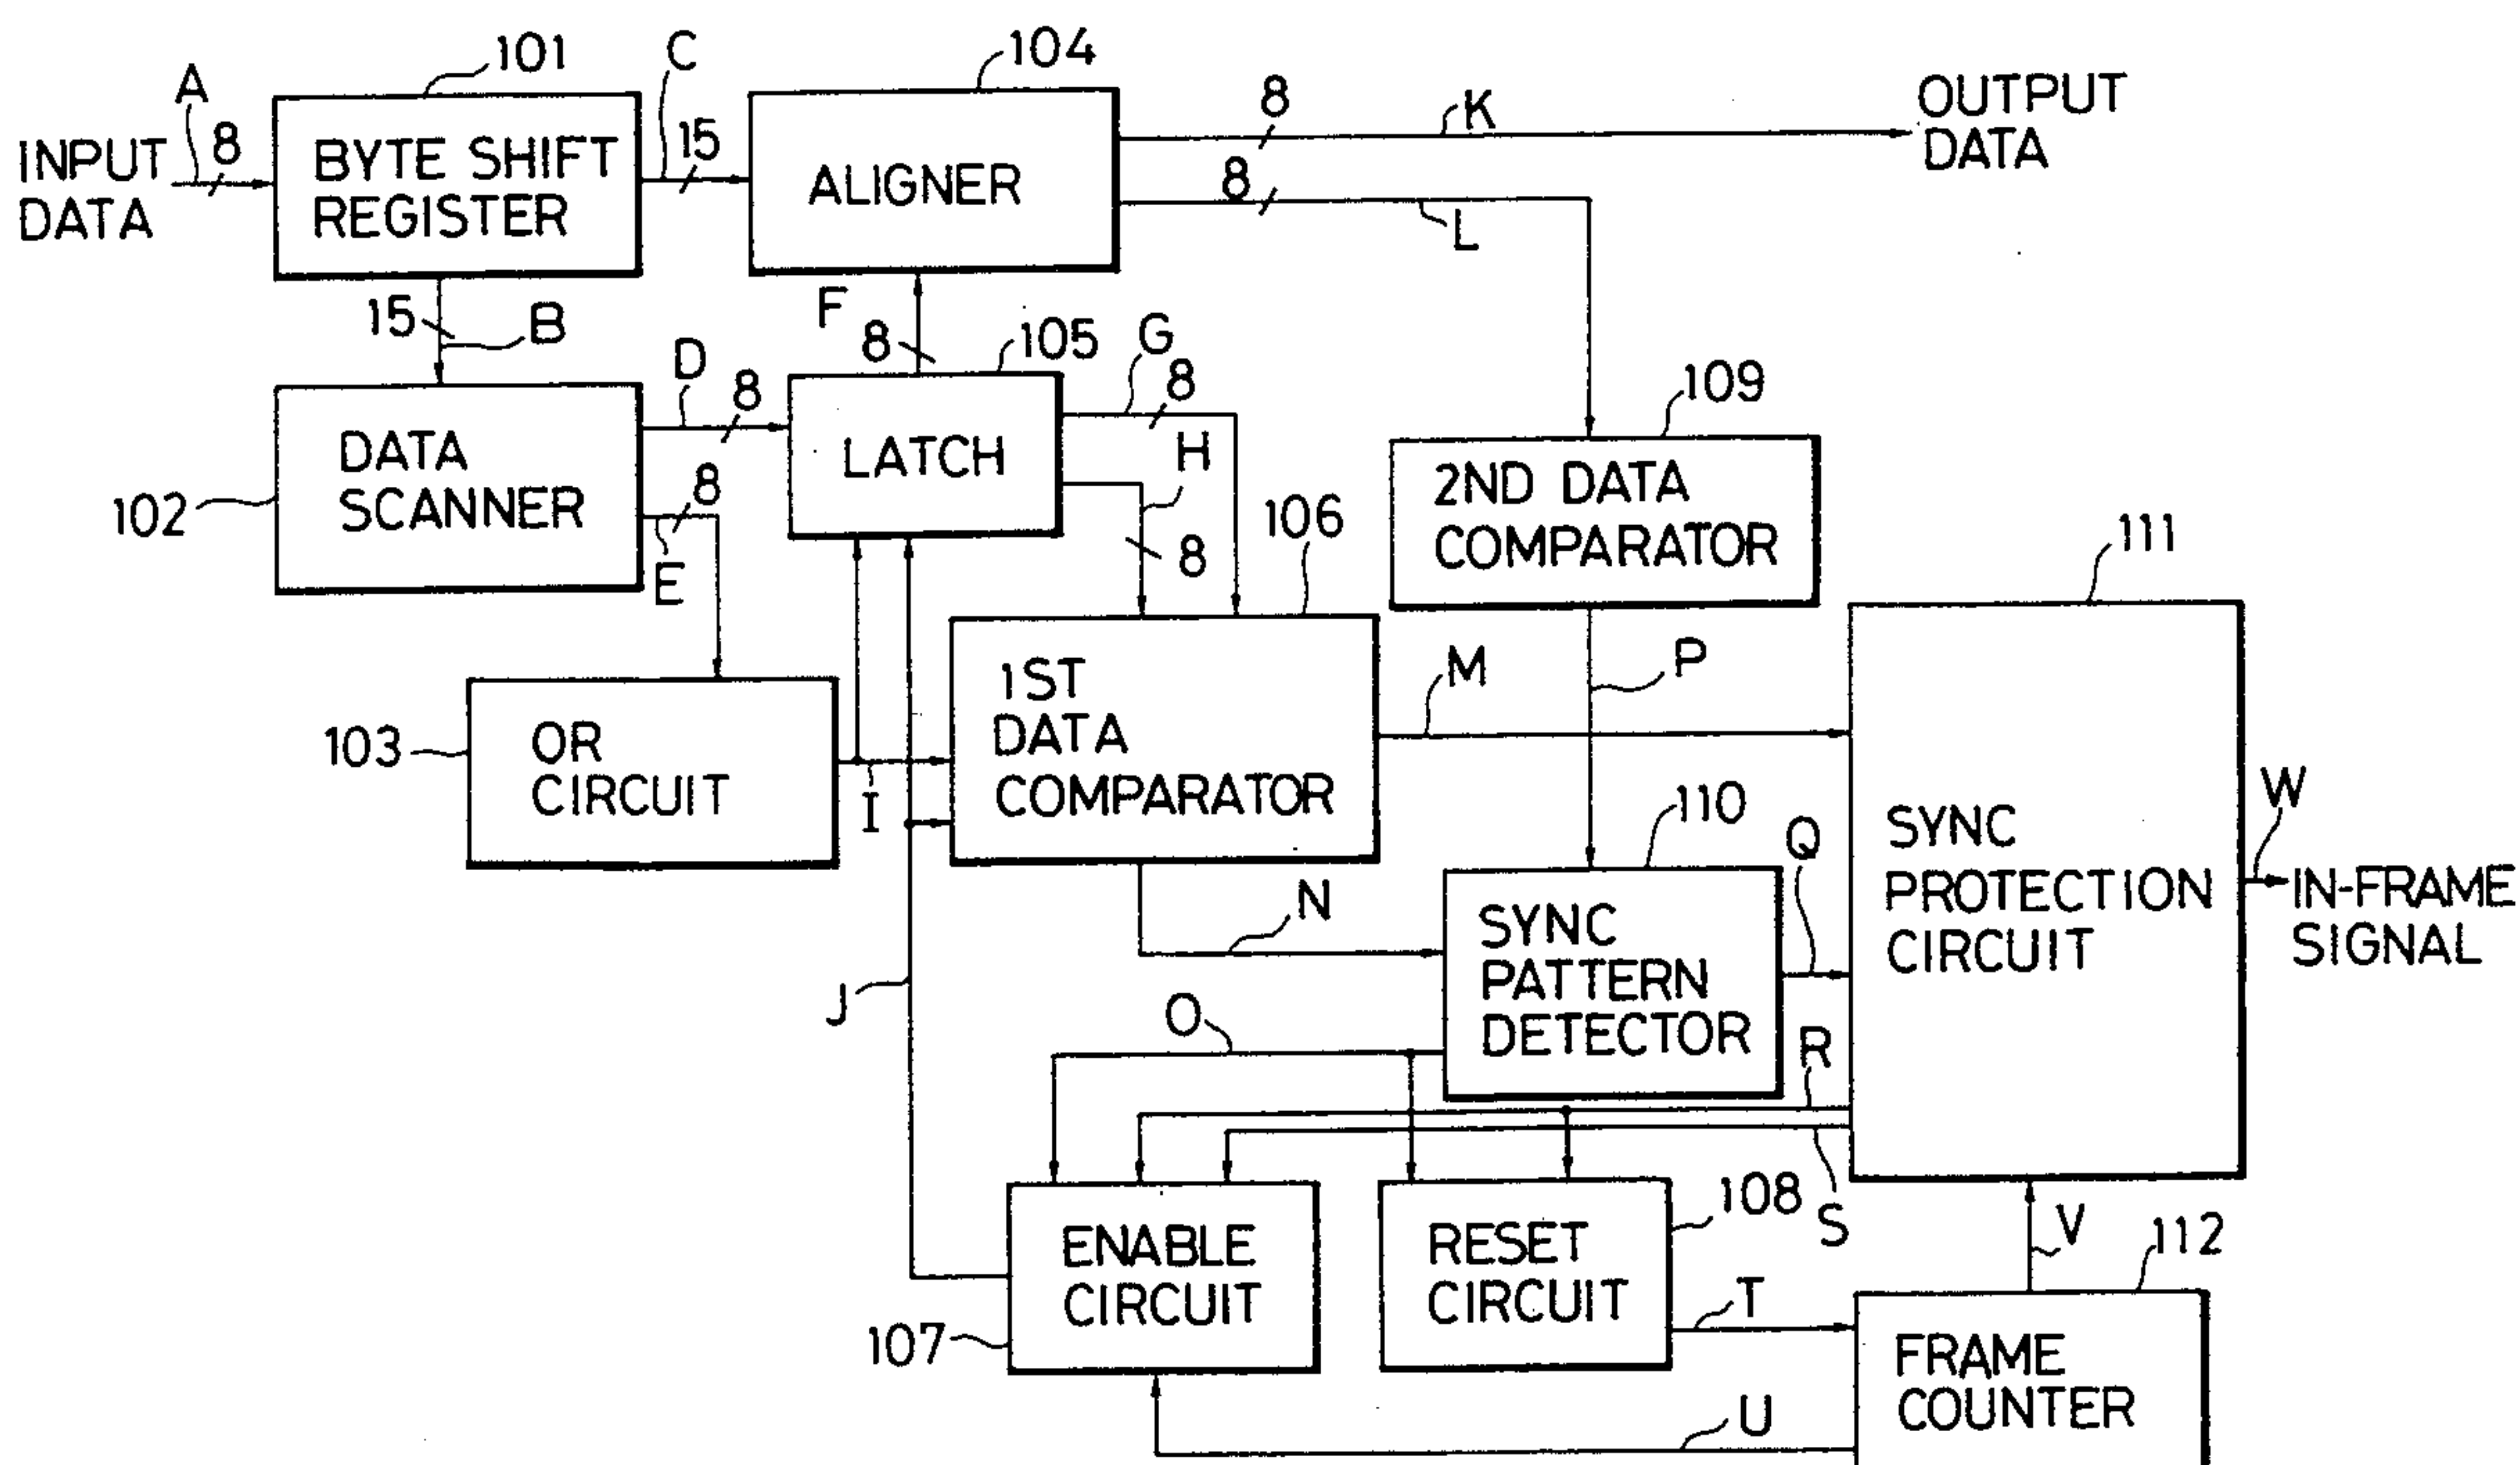 101
C
104
A
8
INPUT
DATA
BYTE SHIFT
REGISTER
15
ALIGNER
8
K
OUTPUT
DATA
8
L
15
B
F
8
105
G
8
D
8
109
DATA
SCANNER
102
E
8
LATCH
H
8
106
2ND DATA
COMPARATOR
111
103
OR
CIRCUIT
I
1ST
DATA
COMPARATOR
M
P
110
Q
W
SYNC
PROTECTION
CIRCUIT
IN-FRAME
SIGNAL
N
J
O
SYNC
PATTERN
DETECTOR
R
S
108
ENABLE
CIRCUIT
107
RESET
CIRCUIT
T
V
112
FRAME
COUNTER
U